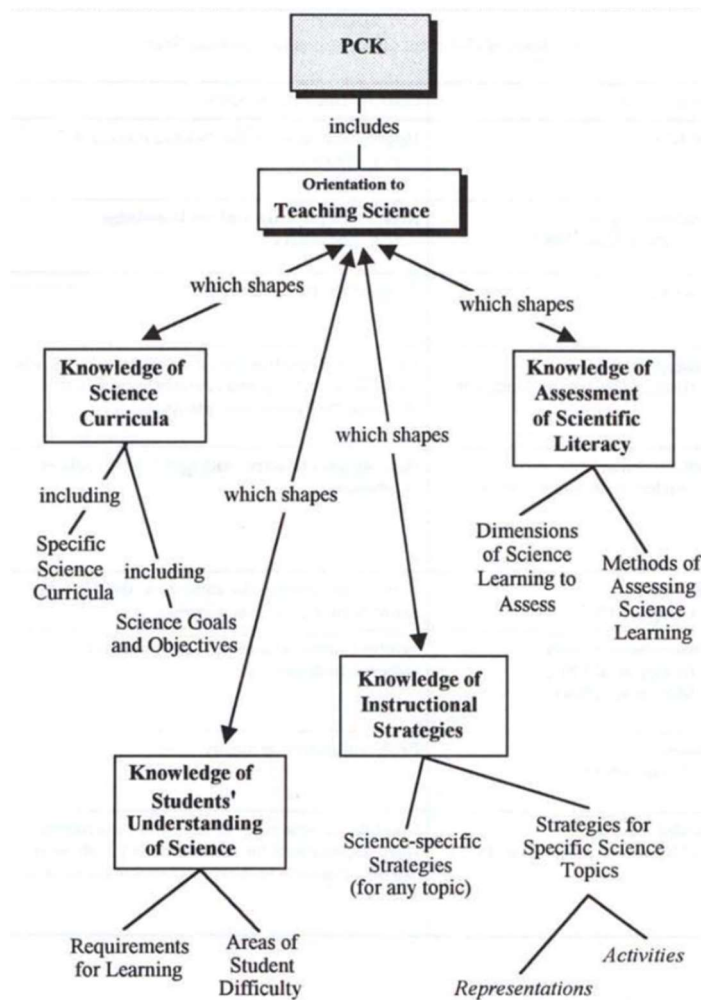 PCK
includes
Orientation to
Teaching Science
which shapes
which shapes
Knowledge of
Science
Curricula
Knowledge of
Assessment
of Scientific
Literacy
which shapes
which shapes
including
Specific
Science
Curricula
including
Science Goals
and Objectives
Dimensions
of Science
Learning to
Assess
Methods of
Assessing
Science
Learning
Knowledge of
Instructional
Strategies
Knowledge of
Students'
Understanding
of Science
Science-specific
Strategies
(for any topic)
Strategies for
Specific Science
Topics
Requirements
for Learning
Areas of
Student
Difficulty
Activities
Representations